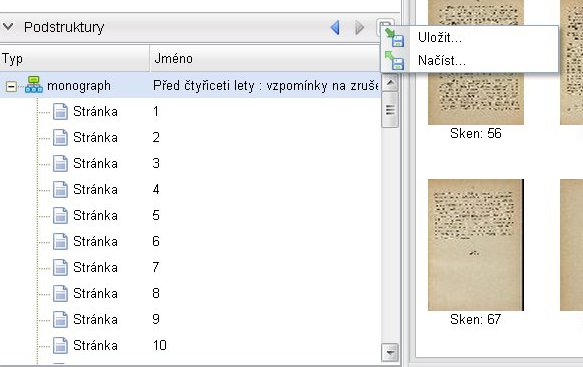 Podstruktury
Uložit...
Načíst...
Typ Jméno
monograph Před čtyřiceti lety : vzpomínky na zruše
Stránka 1
Stránka 2
Stránka 3
Stránka 4
Stránka 5
Stránka 6
Stránka 7
Stránka 8
Stránka 9
Stránka 10
Sken: 56
Sken: 67